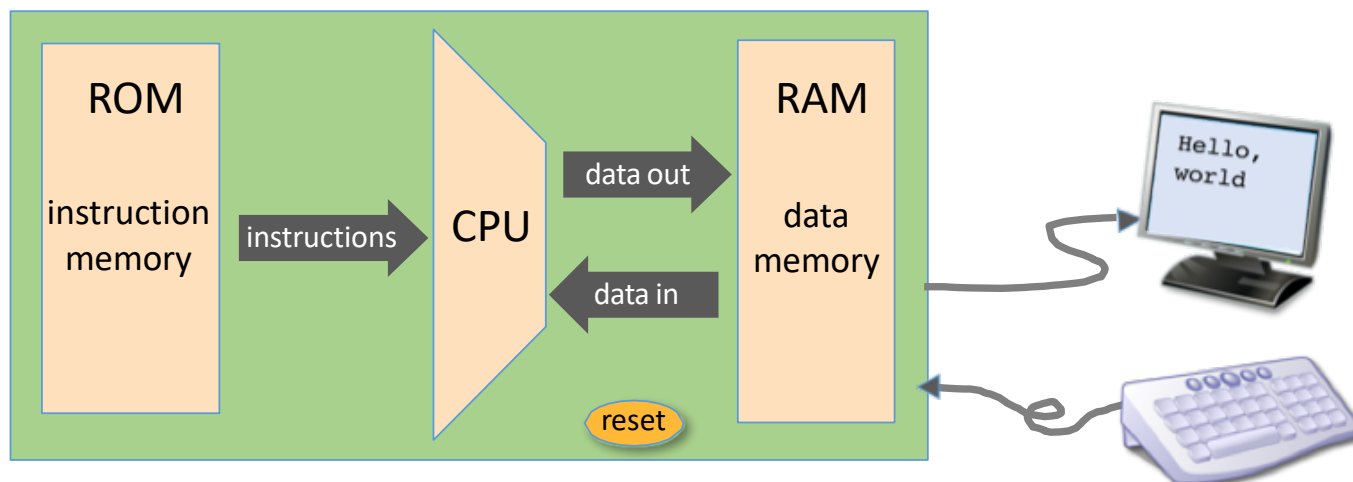 ROM
instruction
memory
instructions
CPU
data out
data in
RAM
data
memory
reset
Hello,
world